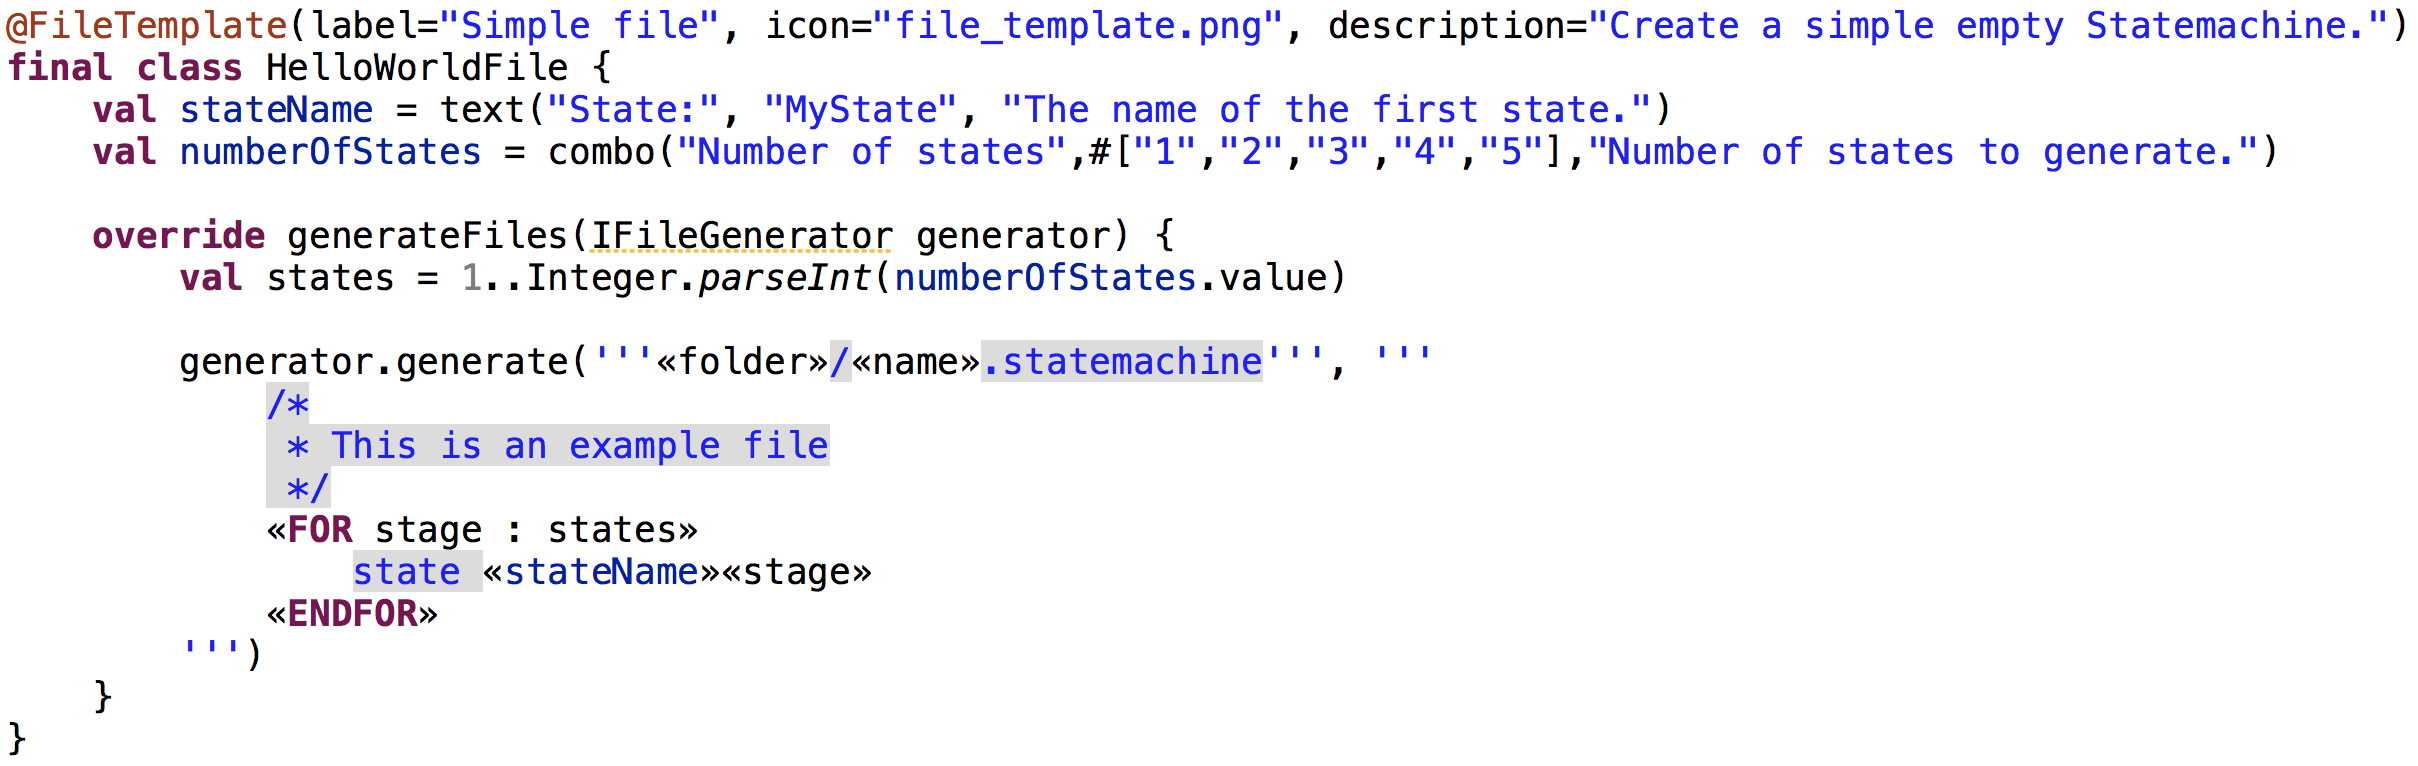 @FileTemplate(label="Simple file", icon="file_template.png", description="Create a simple empty Statemachine.")
final class HelloWorldFile {
    val stateName = text("State:", "MyState", "The name of the first state.")
    val numberOfStates = combo("Number of states",#["1","2","3","4","5"],"Number of states to generate.")

    override generateFiles(IFileGenerator generator) {
        val states = 1..Integer.parseInt(numberOfStates.value)

        generator.generate('''«folder»/«name».statemachine''', '''
            /*
             * This is an example file
             */
            «FOR stage : states»
                state «stateName»«stage»
            «ENDFOR»
        ''')
    }
}